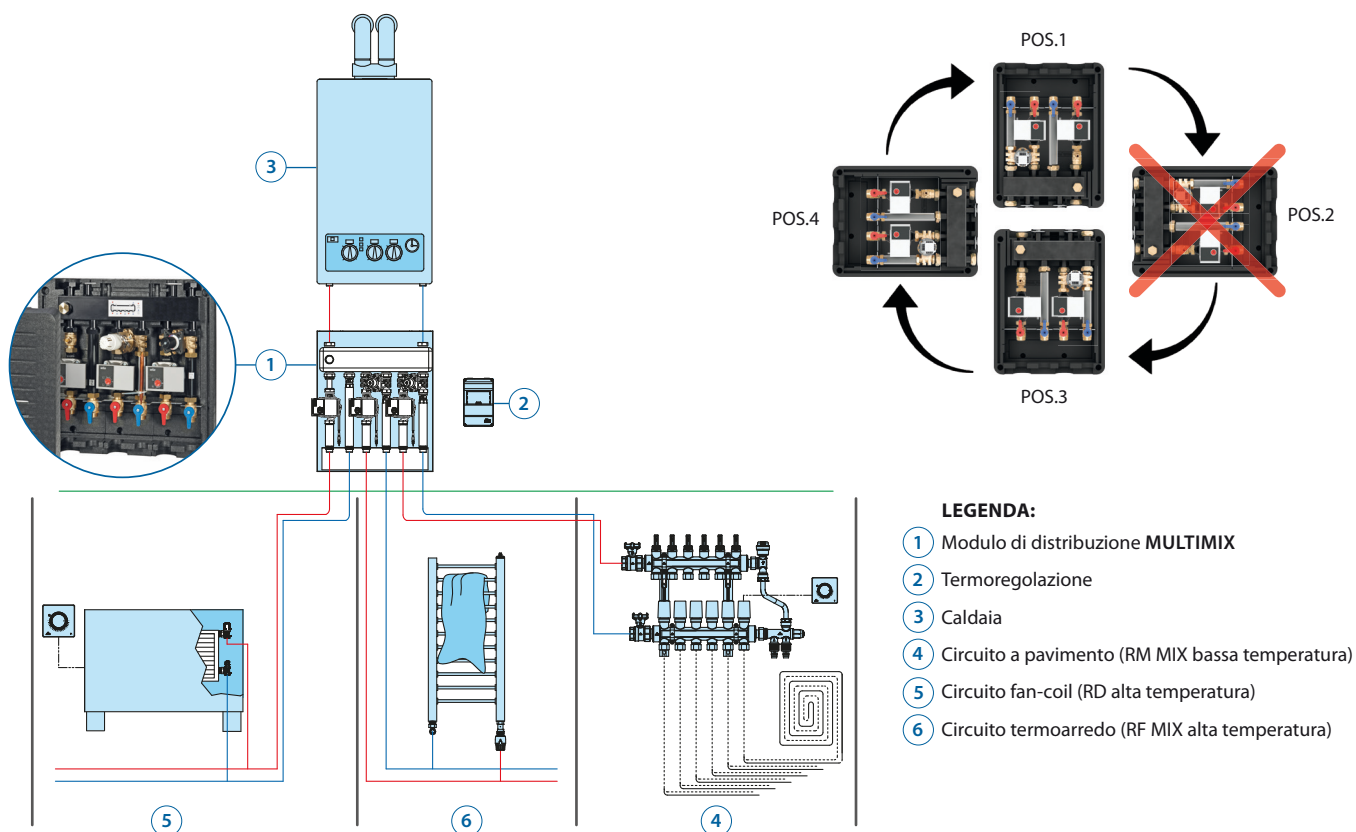 POS.1
POS.4
POS.2
POS.3
3
1
2
5
6
4
LEGENDA:
1 Modulo di distribuzione MULTIMIX
2 Termoregolazione
3 Caldaia
4 Circuito a pavimento (RM MIX bassa temperatura)
5 Circuito fan-coil (RD alta temperatura)
6 Circuito termoarredo (RF MIX alta temperatura)